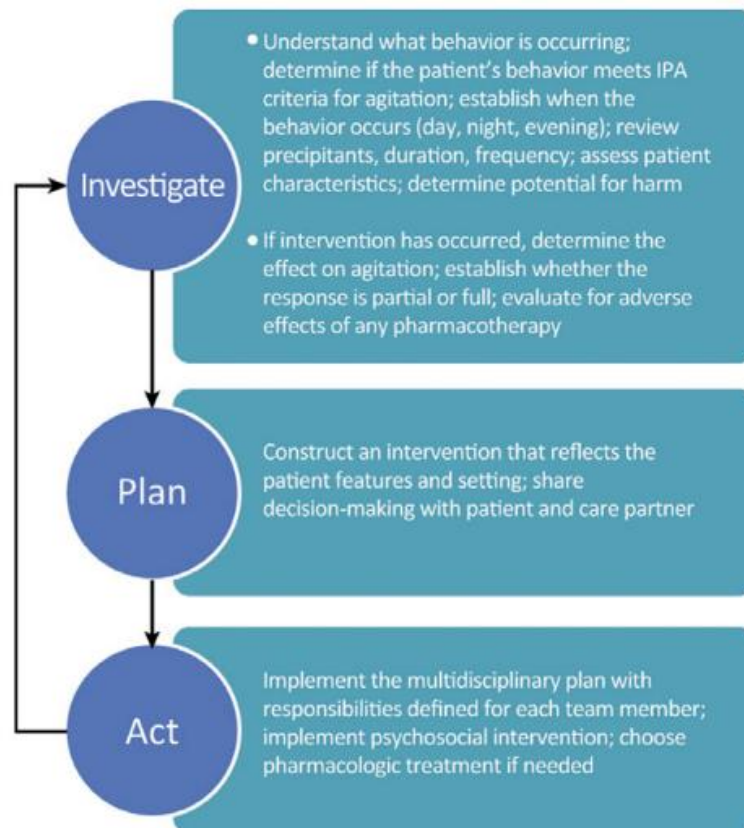 Investigate
• Understand what behavior is occurring;
determine if the patient's behavior meets IPA
criteria for agitation; establish when the
behavior occurs (day, night, evening); review
precipitants, duration, frequency; assess patient
characteristics; determine potential for harm
• If intervention has occurred, determine the
effect on agitation; establish whether the
response is partial or full; evaluate for adverse
effects of any pharmacotherapy
Plan
Construct an intervention that reflects the
patient features and setting; share
decision-making with patient and care partner
Act
Implement the multidisciplinary plan with
responsibilities defined for each team member;
implement psychosocial intervention; choose
pharmacologic treatment if needed